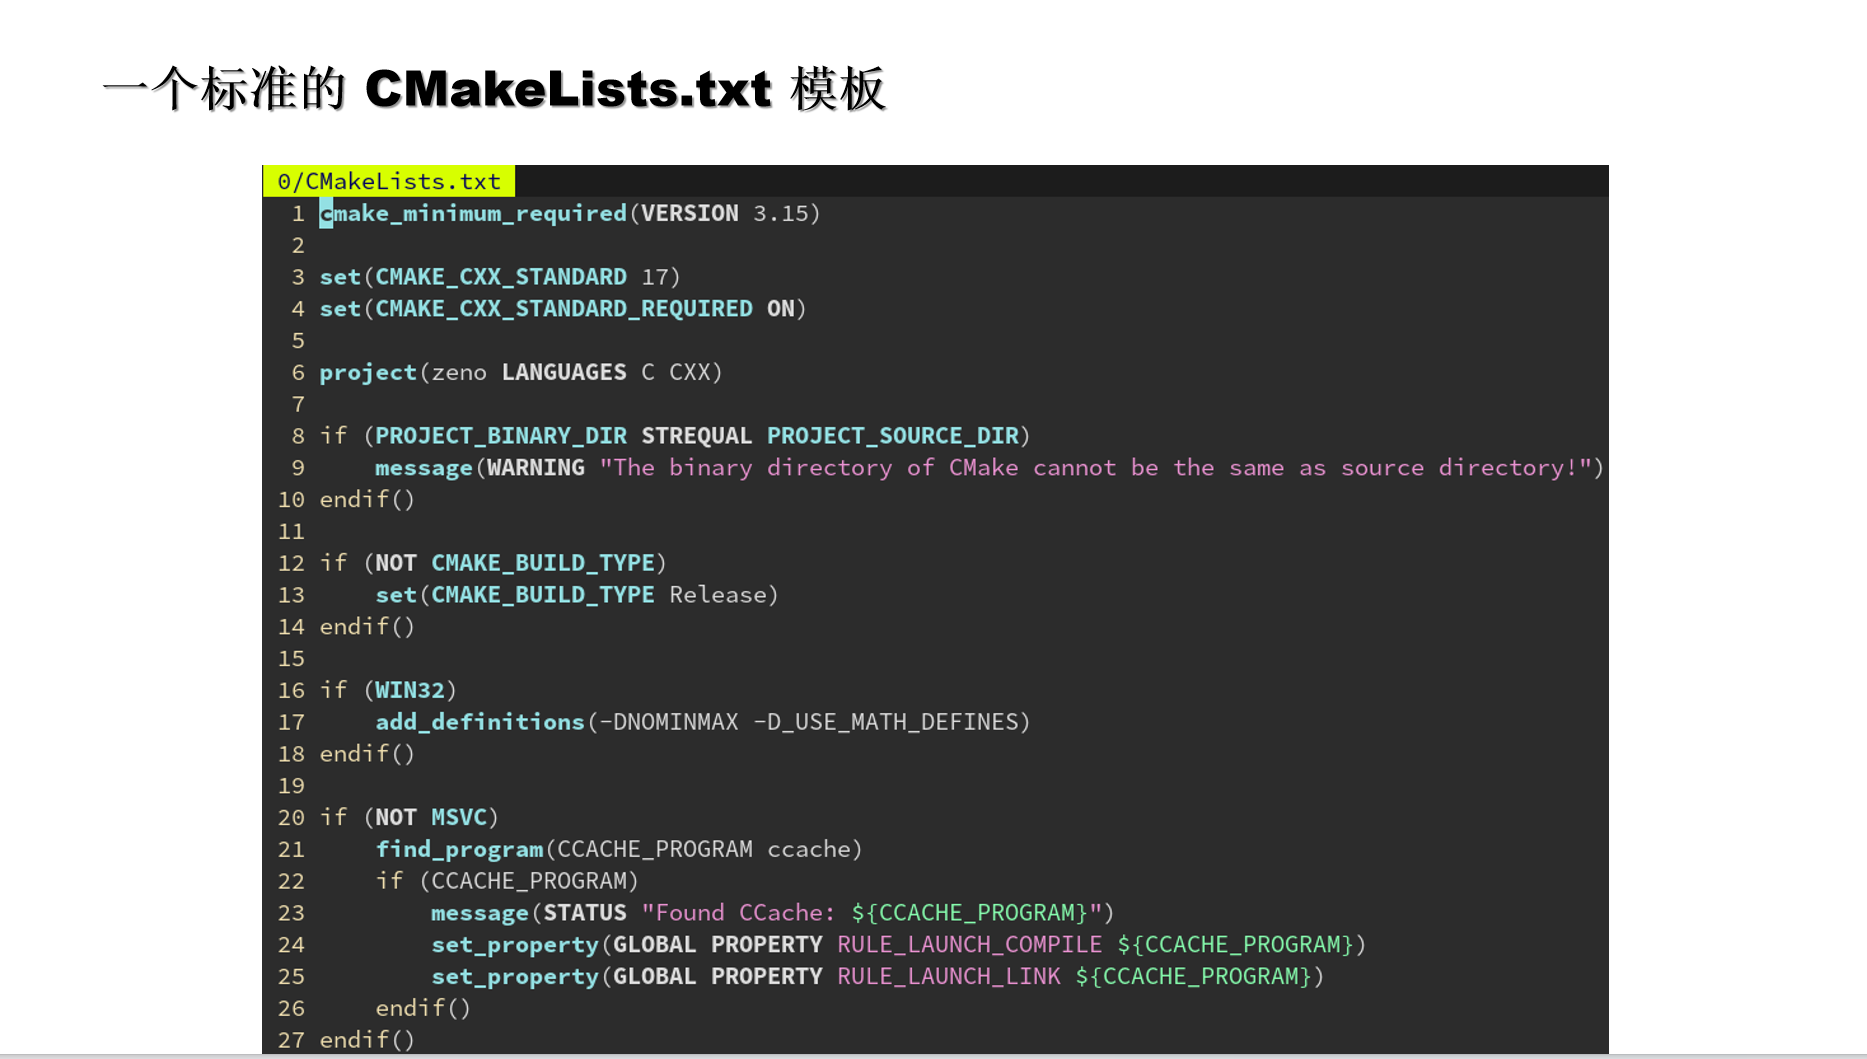 一个标准的 CMakeLists.txt 模板
0/CMakeLists.txt
1 cmake_minimum_required(VERSION 3.15)
2
3 set(CMAKE_CXX_STANDARD 17)
4 set(CMAKE_CXX_STANDARD_REQUIRED ON)
5
6 project(zeno LANGUAGES C CXX)
7
8 if (PROJECT_BINARY_DIR STREQUAL PROJECT_SOURCE_DIR)
9     message(WARNING "The binary directory of CMake cannot be the same as source directory!")
10 endif()
11
12 if (NOT CMAKE_BUILD_TYPE)
13     set(CMAKE_BUILD_TYPE Release)
14 endif()
15
16 if (WIN32)
17     add_definitions(-DNOMINMAX -D_USE_MATH_DEFINES)
18 endif()
19
20 if (NOT MSVC)
21     find_program(CCACHE_PROGRAM ccache)
22     if (CCACHE_PROGRAM)
23         message(STATUS "Found CCache: ${CCACHE_PROGRAM}")
24         set_property(GLOBAL PROPERTY RULE_LAUNCH_COMPILE ${CCACHE_PROGRAM})
25         set_property(GLOBAL PROPERTY RULE_LAUNCH_LINK ${CCACHE_PROGRAM})
26     endif()
27 endif()